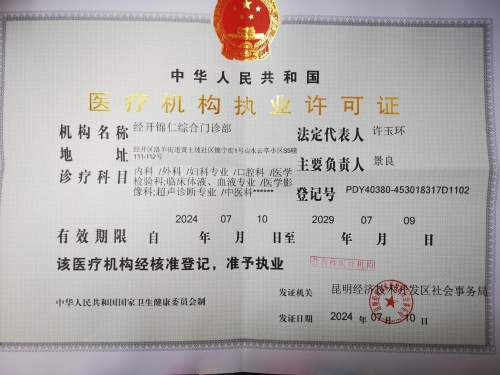 中华人民共和国
医疗机构执业许可证
机构名称 经开锦仁综合门诊部
法定代表人 许玉环
地址 经开区洛羊街道黄土坡社区锦宁街1号山水云亭小区85幢111-112号
主要负责人 景良
诊疗科目 内科 /外科 /妇科专业 /口腔科 /医学
检验科;临床体液、血液专业 /医学影
像科;超声诊断专业 /中医科******
登记号 PDY40380-453018317D1102
2024 07 10 2029 07 09
有效期限 自 年 月 日至 年 月 日
该医疗机构经核准登记，准予执业
中华人民共和国国家卫生健康委员会制
发证机关 昆明经济技术开发区社会事务局
发证日期 2024 年 07 月 10 日